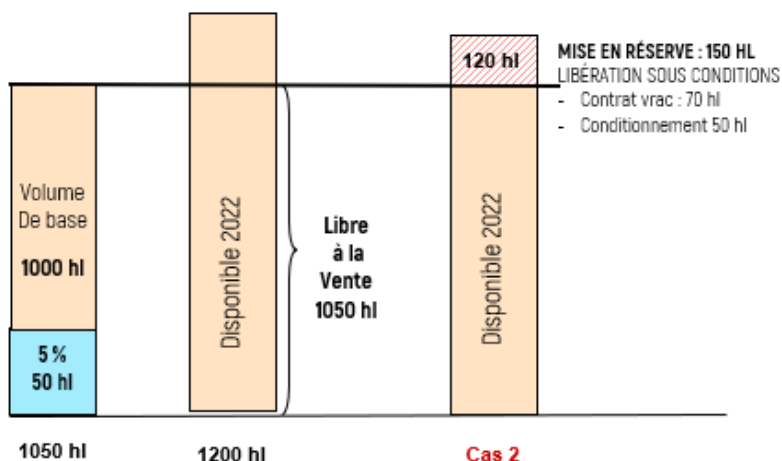 Volume
De base
1000 hl
5 %
50 hl
1050 hl
Disponible 2022
1200 hl
Libre
à la
Vente
1050 hl
120 hl
Disponible 2022
Cas 2
MISE EN RÉSERVE : 150 HL
LIBÉRATION SOUS CONDITIONS
- Contrat vrac : 70 hl
- Conditionnement 50 hl